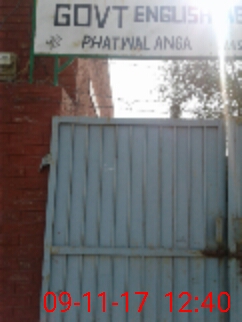 GOVT ENGLISH
PHATWAL ANGA
09-11-17 12:40